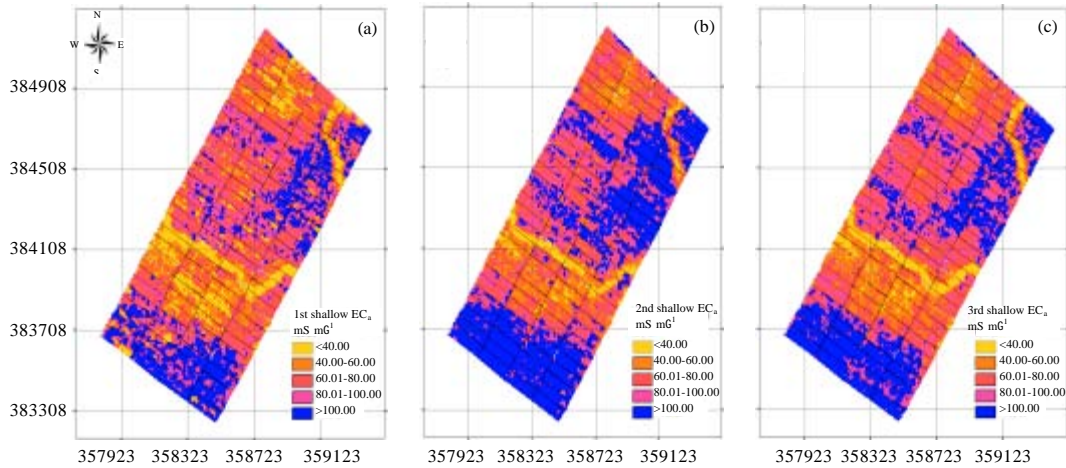 N
W E
S
(a)
(b)
(c)
384908
384508
384108
383708
383308
1st shallow ECa
mS mG¹
<40.00
40.00-60.00
60.01-80.00
80.01-100.00
>100.00
2nd shallow ECa
mS mG¹
<40.00
40.00-60.00
60.01-80.00
80.01-100.00
>100.00
3rd shallow ECa
mS mG¹
<40.00
40.00-60.00
60.01-80.00
80.01-100.00
>100.00
357923 358323 358723 359123
357923 358323 358723 359123
357923 358323 358723 359123